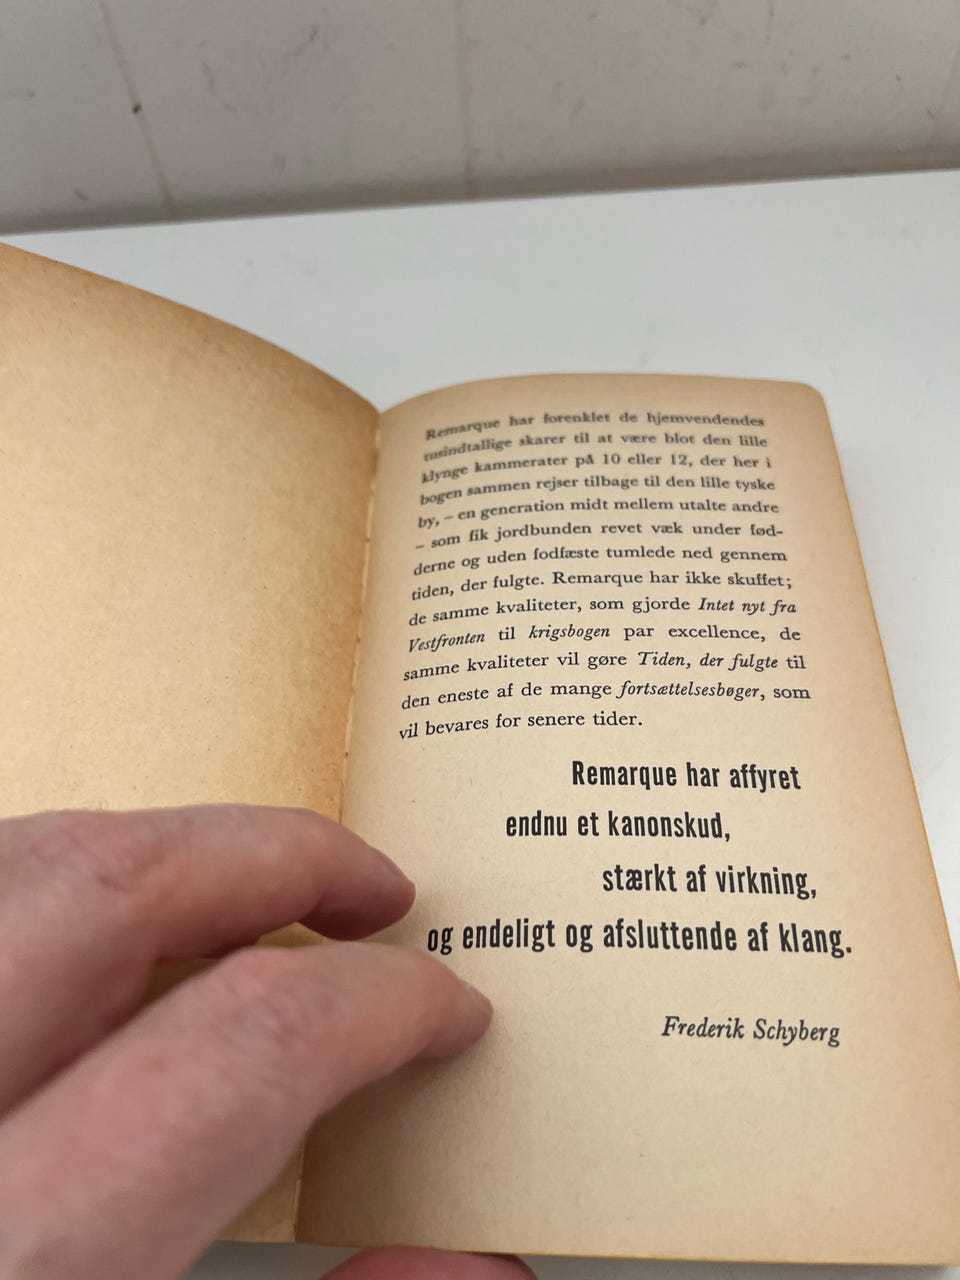 Remarque har forenklet de hjemvendendes
tusindtallige skarer til at være blot den lille
klynge kammerater på 10 eller 12, der her i
bogen sammen rejser tilbage til den lille tyske
by, – en generation midt mellem utalte andre
– som fik jordbunden revet væk under fød-
derne og uden fodfæste tumlede ned gennem
tiden, der fulgte. Remarque har ikke skuffet;
de samme kvaliteter, som gjorde Intet nyt fra
Vestfronten til krigsbogen par excellence, de
samme kvaliteter vil gøre Tiden, der fulgte til
den eneste af de mange fortsættelsesbøger, som
vil bevares for senere tider.
Remarque har affyret
endnu et kanonskud,
stærkt af virkning,
og endeligt og afsluttende af klang.
Frederik Schyberg